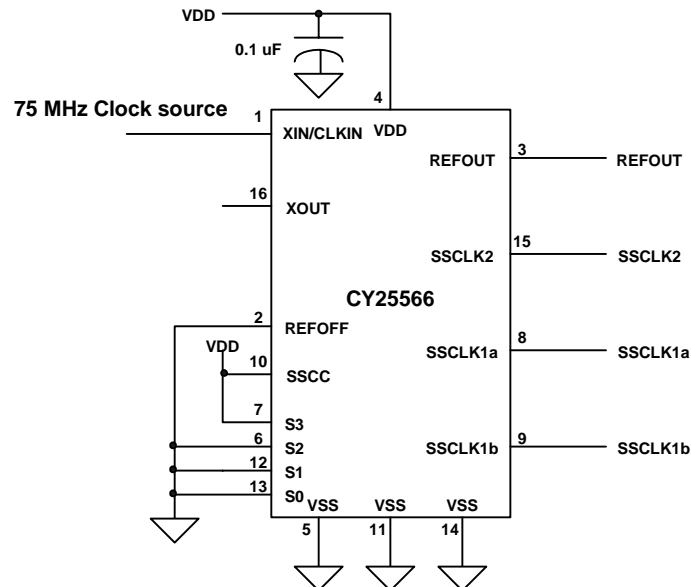 VDD
0.1 uF
75 MHz Clock source
4
1
XIN/CLKIN VDD
3
REFOUT
REFOUT
16
XOUT
15
SSCLK2
SSCLK2
CY25566
2
REFOFF
VDD
8
10
SSCC
SSCLK1a
SSCLK1a
7
S3
6
S2
9
SSCLK1b
SSCLK1b
12
S1
13
S0
VSS
VSS
VSS
5
11
14